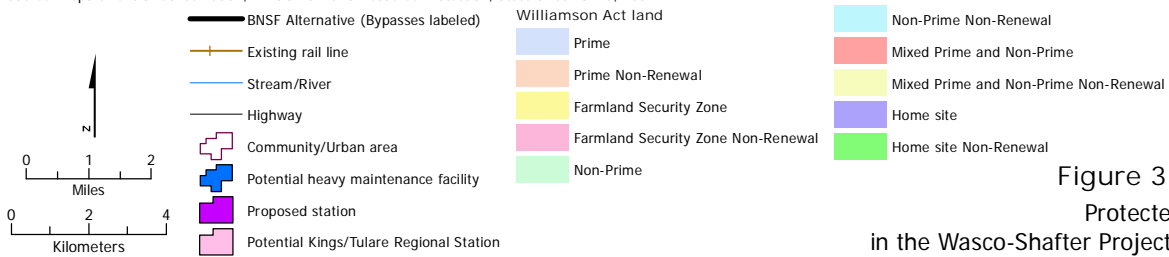 BNSF Alternative (Bypasses labeled)
Existing rail line
Stream/River
Highway
Community/Urban area
Potential heavy maintenance facility
Proposed station
Potential Kings/Tulare Regional Station
Z
0 1 2
Miles
0 2 4
Kilometers
Williamson Act land
Prime
Prime Non-Renewal
Farmland Security Zone
Farmland Security Zone Non-Renewal
Non-Prime
Non-Prime Non-Renewal
Mixed Prime and Non-Prime
Mixed Prime and Non-Prime Non-Renewal
Home site
Home site Non-Renewal
Figure 3
Protecte
in the Wasco-Shafter Project